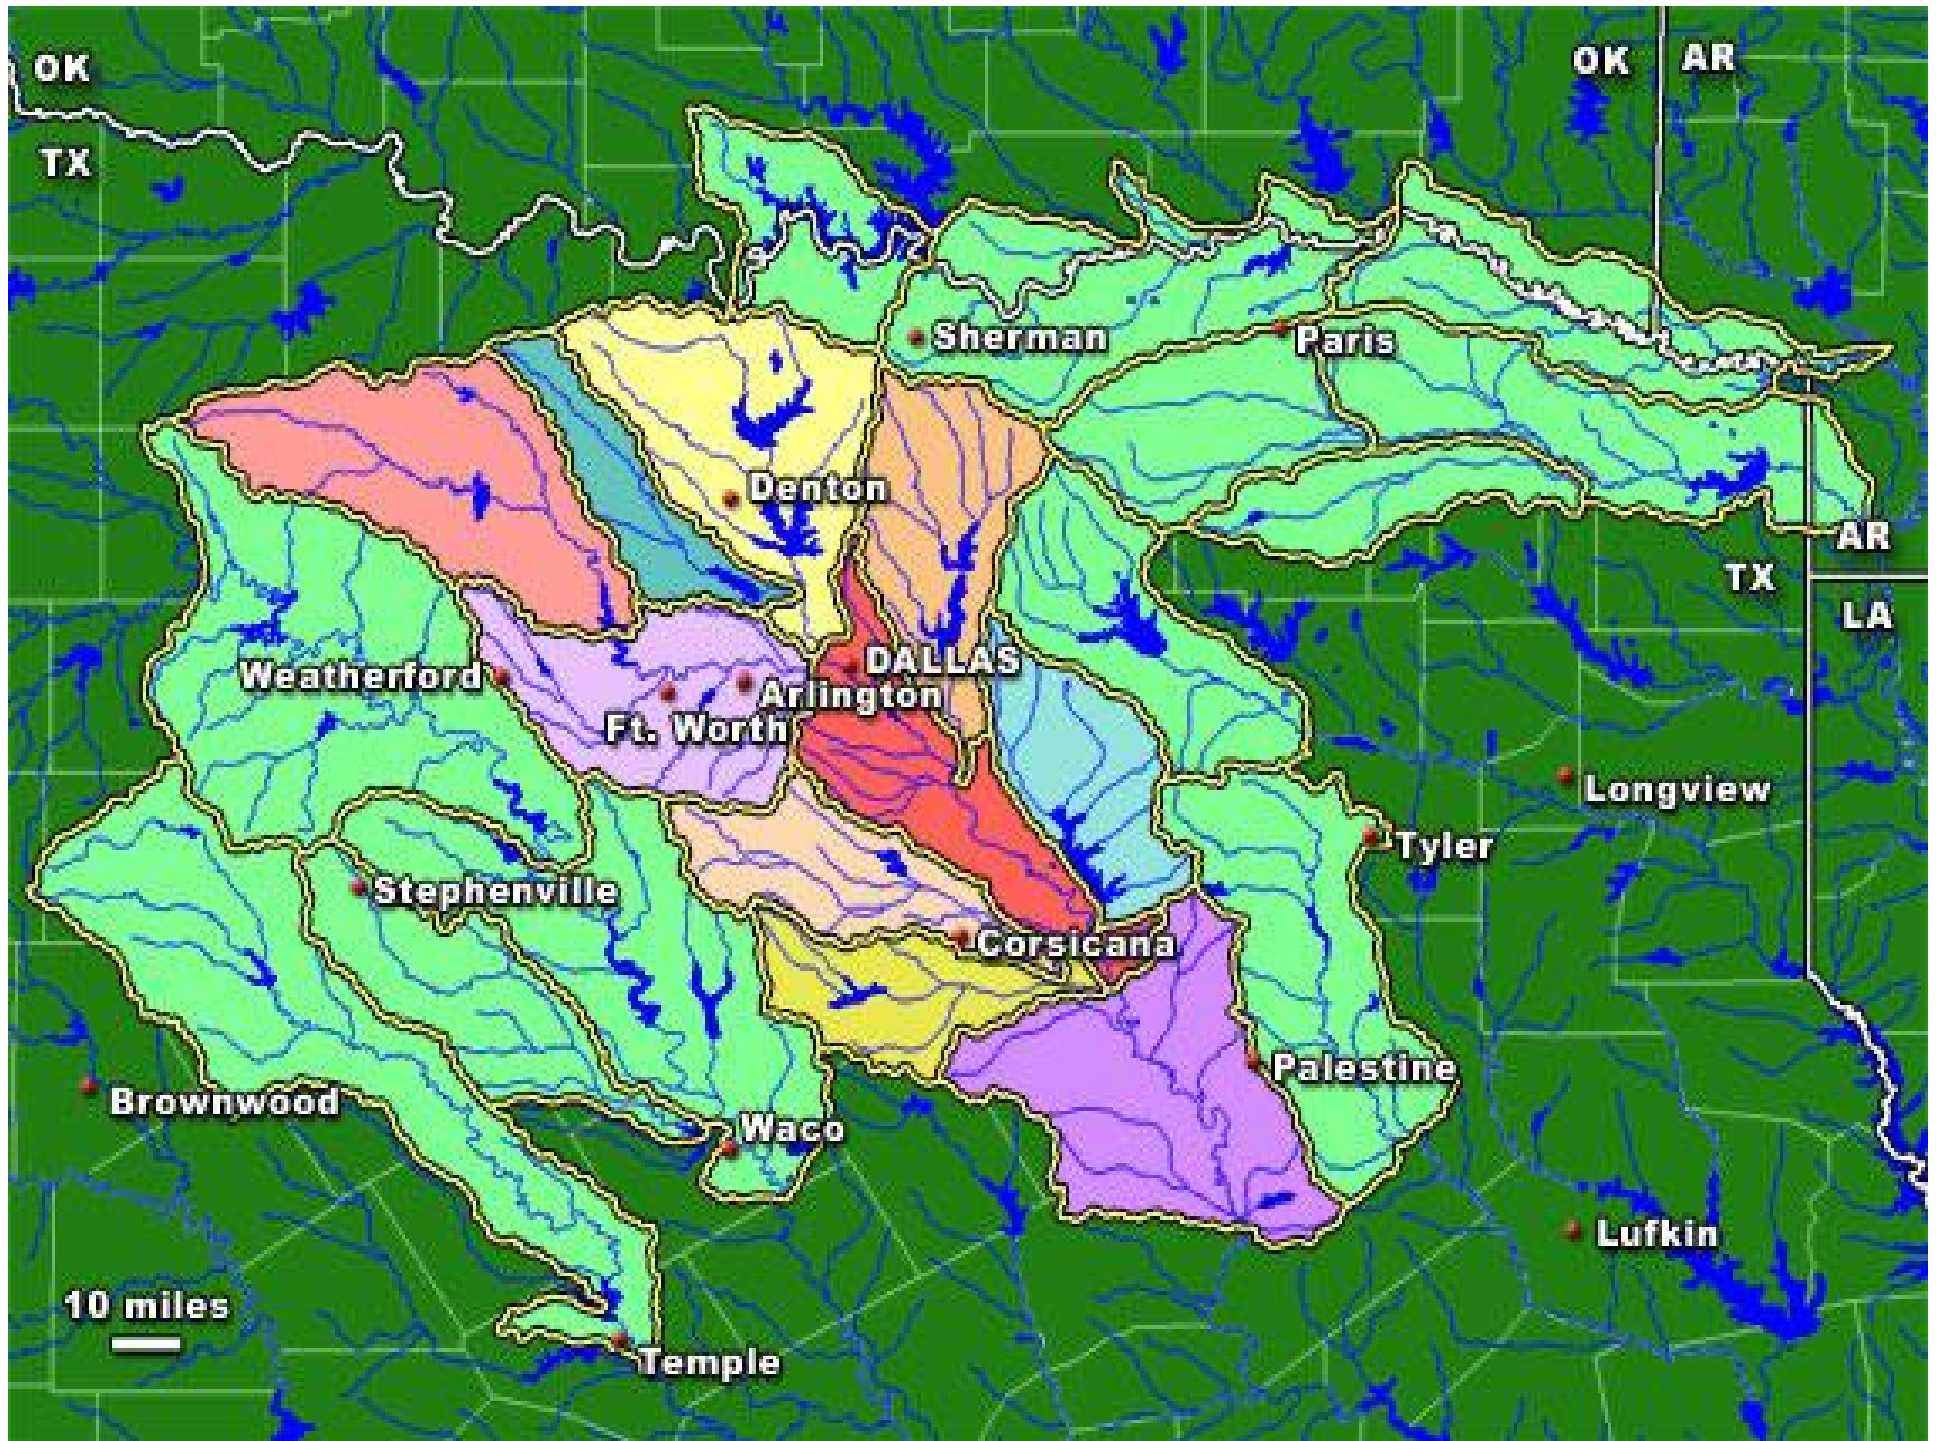 OK
OK AR
TX
Sherman
Paris
Denton
AR
TX
LA
DALLAS
Weatherford
Arlington
Ft. Worth
Longview
Tyler
Stephenville
Corsicana
Palestine
Brownwood
Waco
Lufkin
10 miles
Temple